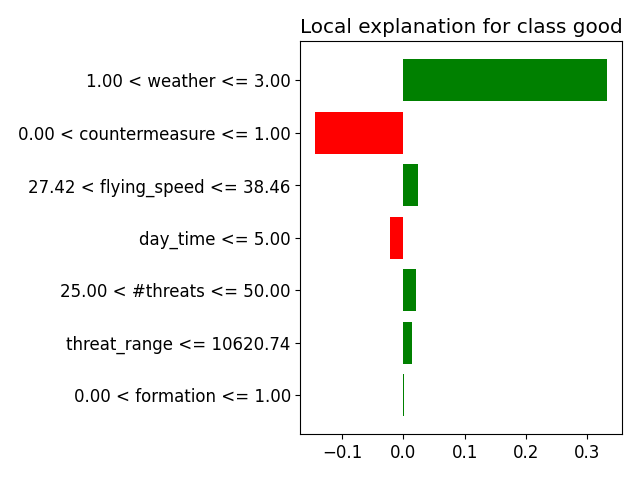 Local explanation for class good
1.00 < weather <= 3.00
0.00 < countermeasure <= 1.00
27.42 < flying_speed <= 38.46
day_time <= 5.00
25.00 < #threats <= 50.00
threat_range <= 10620.74
0.00 < formation <= 1.00
−0.1 0.0 0.1 0.2 0.3